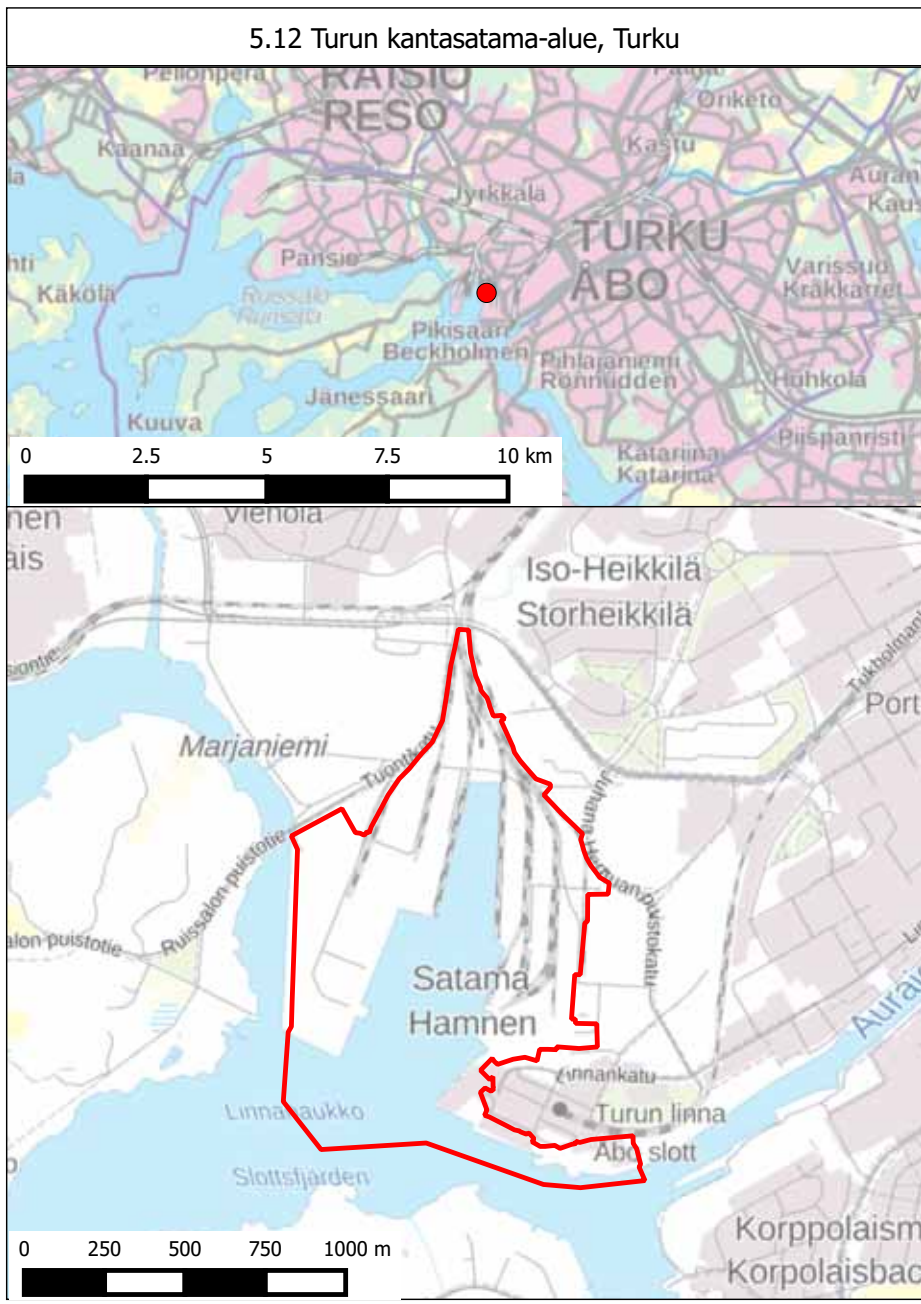 5.12 Turun kantasatama-alue, Turku
Pellonperä
RAISIO
RESO
Oriketo
Kaanaa
Kastu
Jyrkkälä
TURKU
ÅBO
Pansio
Varissuo
Kråkkärret
Käkölä
Ruissalo
Runsala
Pikisaari
Beckholmen
Pihlajaniemi
Rönnudden
Jänessaari
Huhkola
Kuuva
Piispanristi
Katariina
Katarina
0 2.5 5 7.5 10 km
Vienola
Iso-Heikkilä
Storheikkilä
Marjaniemi
Tuontikatu
Juhana Herttuan puistokatu
Ruissalon puistotie
alon puistotie
Satama
Hamnen
Linnankatu
Linnanaukko
Slottsfjärden
Turun linna
Åbo slott
0 250 500 750 1000 m